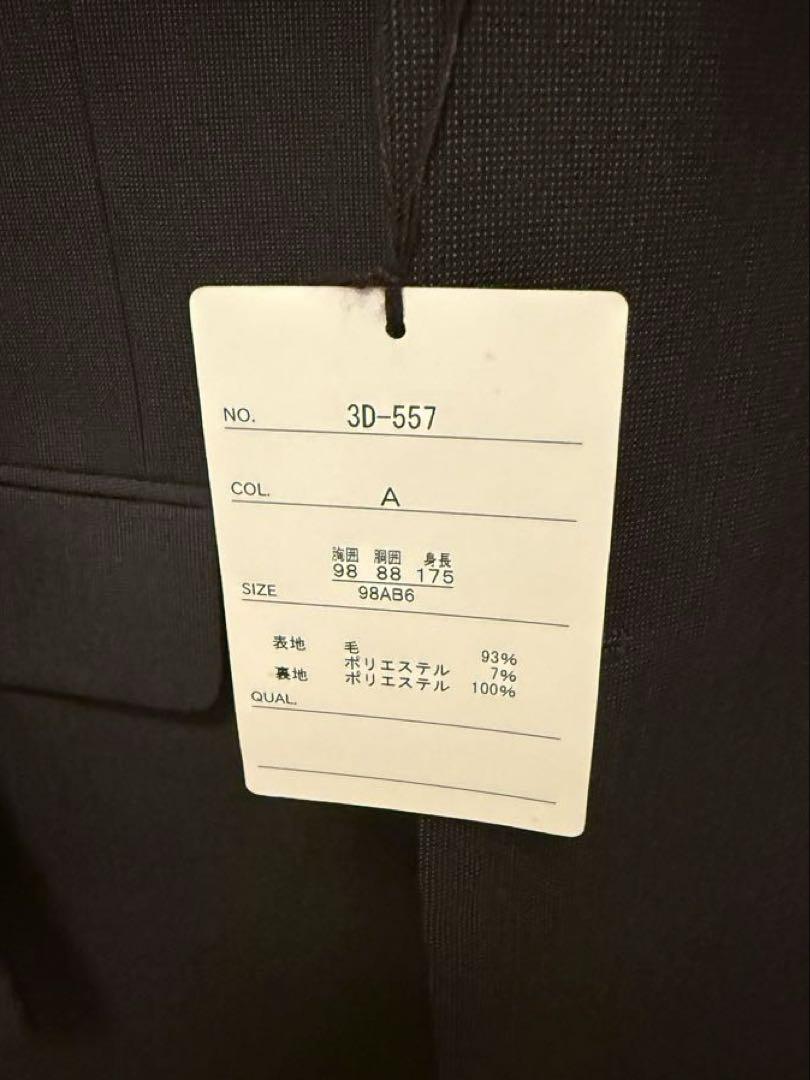 NO. 3D-557
COL. A
胸囲 胴囲 身長
98 88 175
SIZE 98AB6
表地 毛 93%
ポリエステル 7%
裏地 ポリエステル 100%
QUAL.